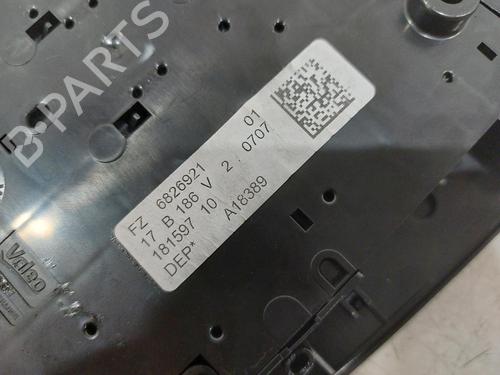 B-PARTS
FZ 6826921 01
17 B 186 V 2 0707
181597 10 A18389
DEP*
Valeo